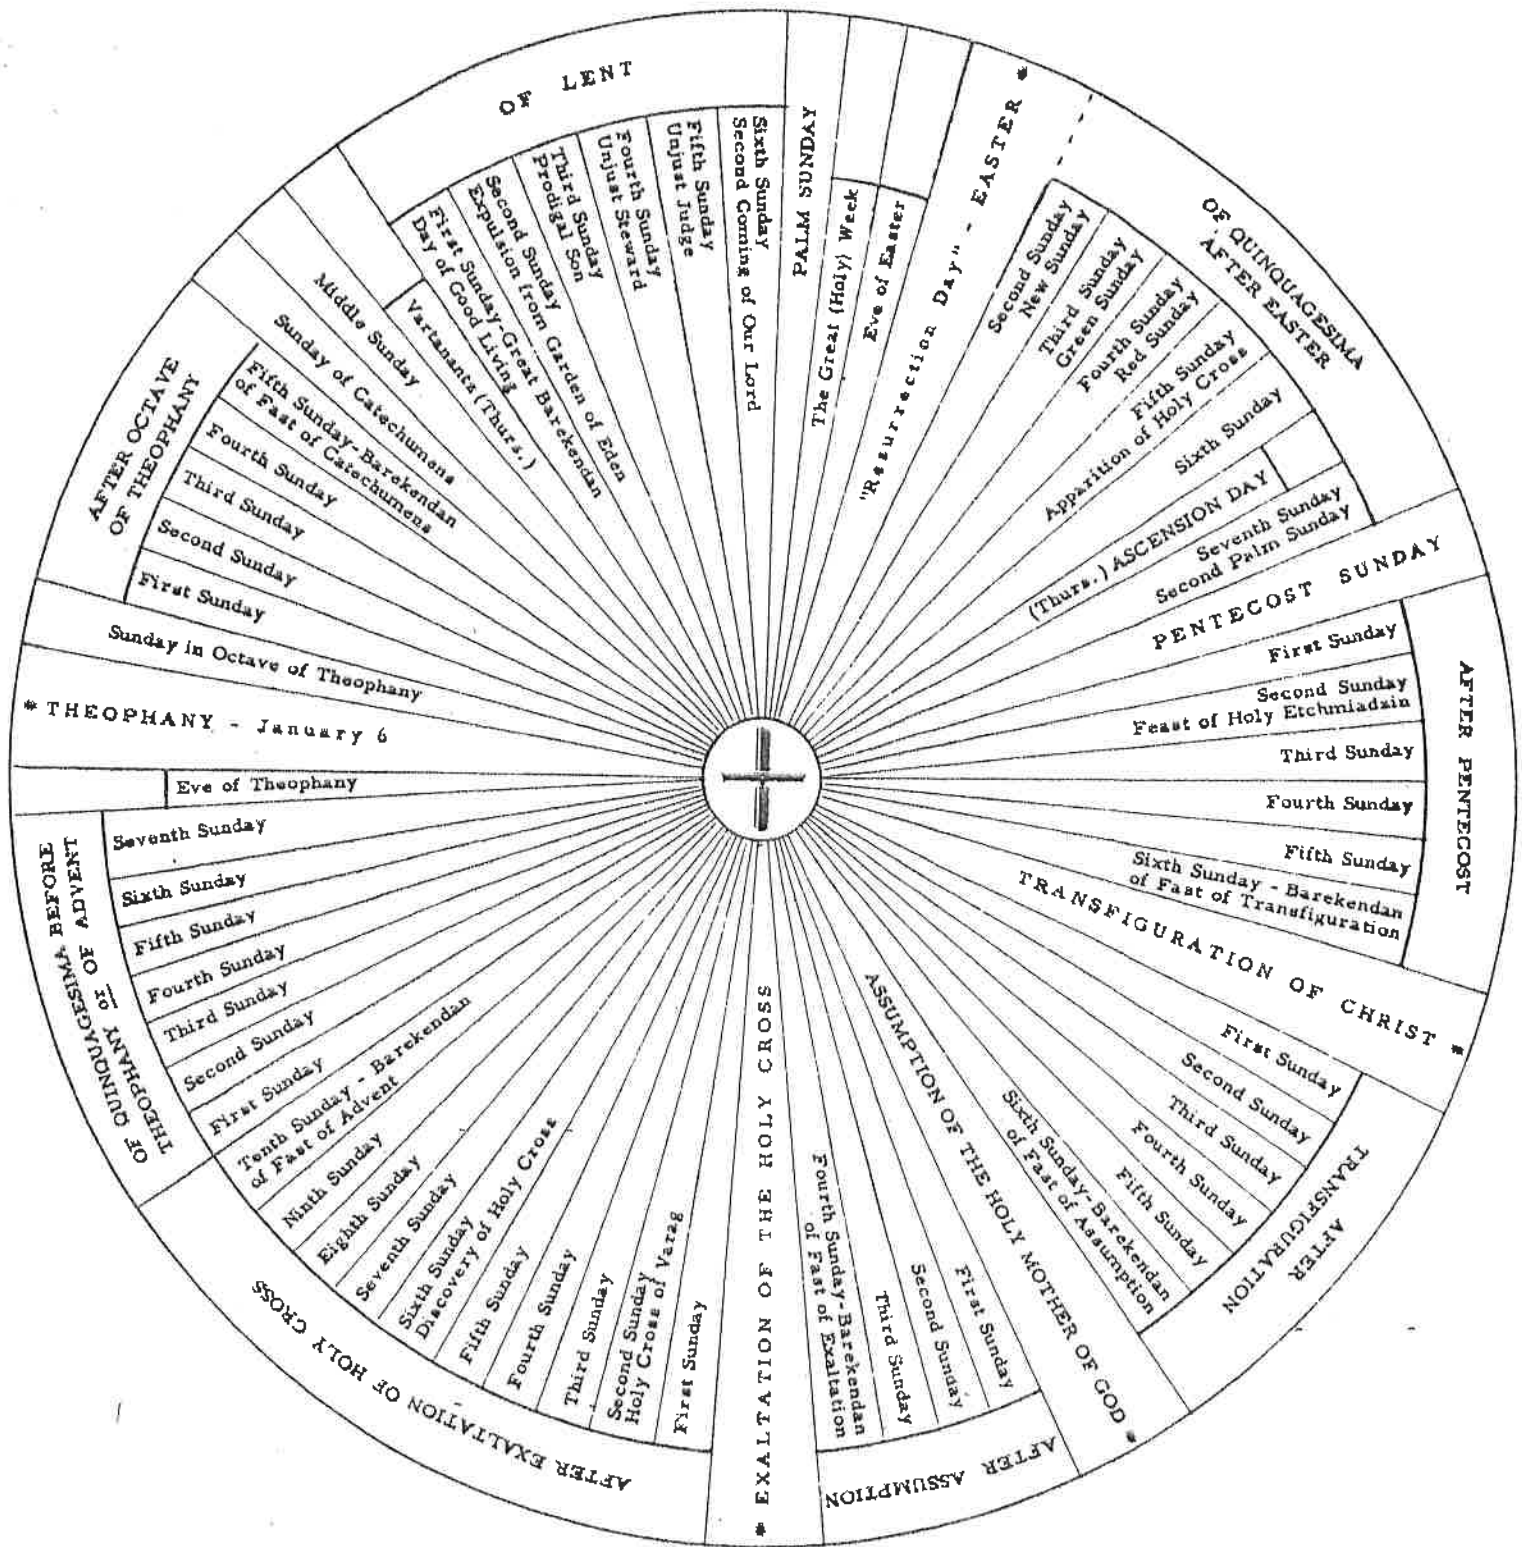 * THEOPHANY - January 6
Sunday in Octave of Theophany
AFTER OCTAVE
OF THEOPHANY
First Sunday
Second Sunday
Third Sunday
Fourth Sunday
Fifth Sunday-Barekendan
of Fast of Catechumens
Sunday of Catechumens
Middle Sunday
Vartanants (Thurs.)
OF LENT
First Sunday-Great Barekendan
Day of Good Living
Second Sunday
Expulsion from Garden of Eden
Third Sunday
Prodigal Son
Fourth Sunday
Unjust Steward
Fifth Sunday
Unjust Judge
Sixth Sunday
Second Coming of Our Lord
PALM SUNDAY
The Great (Holy) Week
Eve of Easter
"Resurrection Day" - EASTER *
OF QUINQUAGESIMA
AFTER EASTER
Second Sunday
New Sunday
Third Sunday
Green Sunday
Fourth Sunday
Red Sunday
Fifth Sunday
Apparition of Holy Cross
Sixth Sunday
(Thurs.) ASCENSION DAY
Seventh Sunday
Second Palm Sunday
PENTECOST SUNDAY
AFTER PENTECOST
First Sunday
Second Sunday
Feast of Holy Etchmiadzin
Third Sunday
Fourth Sunday
Fifth Sunday
Sixth Sunday - Barekendan
of Fast of Transfiguration
TRANSFIGURATION OF CHRIST *
AFTER
TRANSFIGURATION
First Sunday
Second Sunday
Third Sunday
Fourth Sunday
Fifth Sunday
Sixth Sunday-Barekendan
of Fast of Assumption
ASSUMPTION OF THE HOLY MOTHER OF GOD *
AFTER ASSUMPTION
First Sunday
Second Sunday
Third Sunday
Fourth Sunday-Barekendan
of Fast of Exaltation
* EXALTATION OF THE HOLY CROSS
AFTER EXALTATION OF HOLY CROSS
First Sunday
Second Sunday
Holy Cross of Varag
Third Sunday
Fourth Sunday
Fifth Sunday
Sixth Sunday
Discovery of Holy Cross
Seventh Sunday
Eighth Sunday
Ninth Sunday
Tenth Sunday - Barekendan
of Fast of Advent
OF QUINQUAGESIMA BEFORE
THEOPHANY or OF ADVENT
First Sunday
Second Sunday
Third Sunday
Fourth Sunday
Fifth Sunday
Sixth Sunday
Seventh Sunday
Eve of Theophany